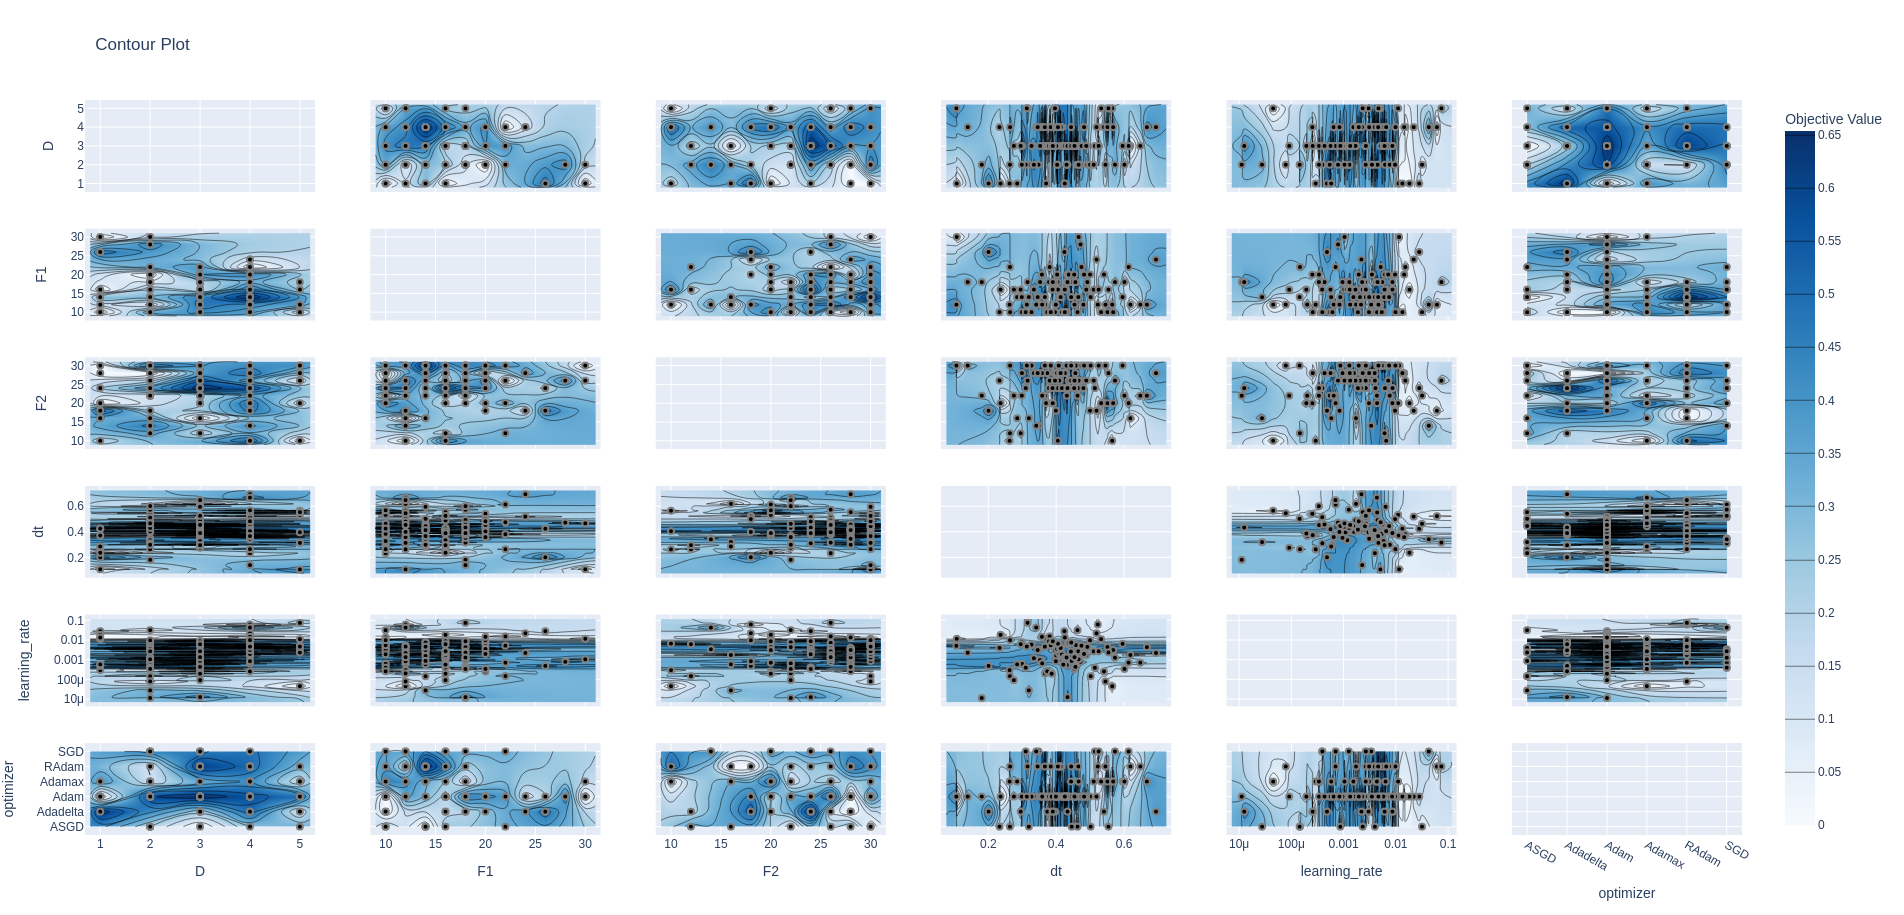 Contour Plot
Objective Value
D
5
4
3
2
1
0.65
0.6
0.55
0.5
0.45
0.4
0.35
0.3
0.25
0.2
0.15
0.1
0.05
0
F1
30
25
20
15
10
F2
30
25
20
15
10
dt
0.6
0.4
0.2
learning_rate
0.1
0.01
0.001
100μ
10μ
optimizer
SGD
RAdam
Adamax
Adam
Adadelta
ASGD
1 2 3 4 5
10 15 20 25 30
10 15 20 25 30
0.2 0.4 0.6
10μ 100μ 0.001 0.01 0.1
ASGD Adadelta Adam Adamax RAdam SGD
D F1 F2 dt learning_rate optimizer